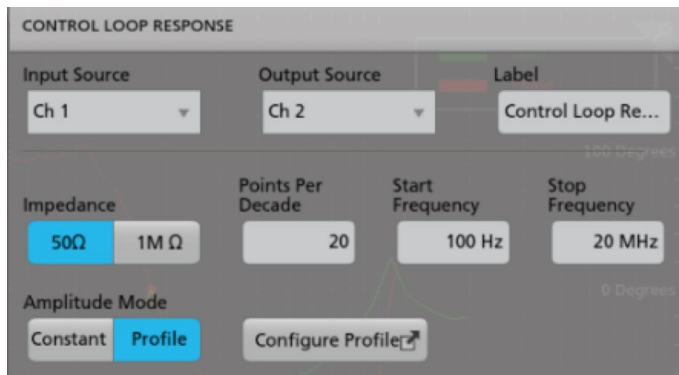 CONTROL LOOP RESPONSE
Input Source
Output Source
Label
Ch 1
Ch 2
Control Loop Re...
100 Degrees
Impedance
Points Per
Decade
Start
Frequency
Stop
Frequency
50Ω
1M Ω
20
100 Hz
20 MHz
0 Degrees
Amplitude Mode
Constant
Profile
Configure Profile